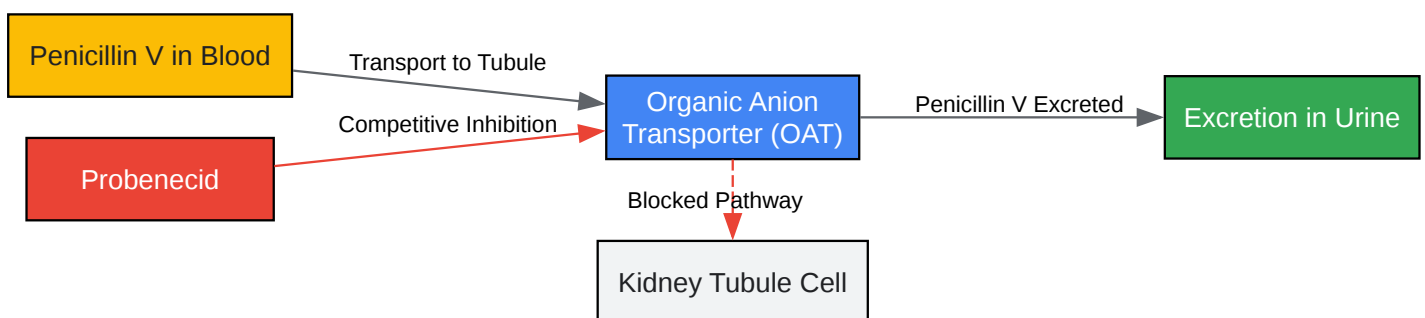 Penicillin V in Blood
Transport to Tubule
Organic Anion
Transporter (OAT)
Penicillin V Excreted
Excretion in Urine
Competitive Inhibition
Probenecid
Blocked Pathway
Kidney Tubule Cell